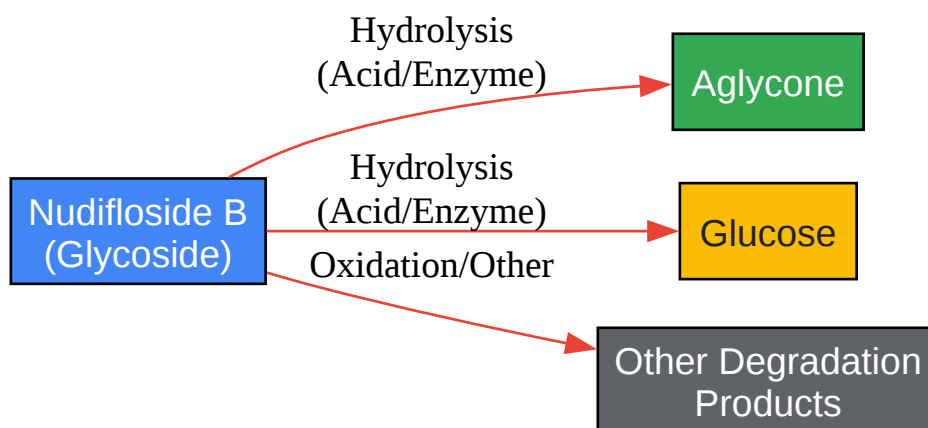 Hydrolysis
(Acid/Enzyme)
Aglycone
Nudifloside B
(Glycoside)
Hydrolysis
(Acid/Enzyme)
Glucose
Oxidation/Other
Other Degradation
Products